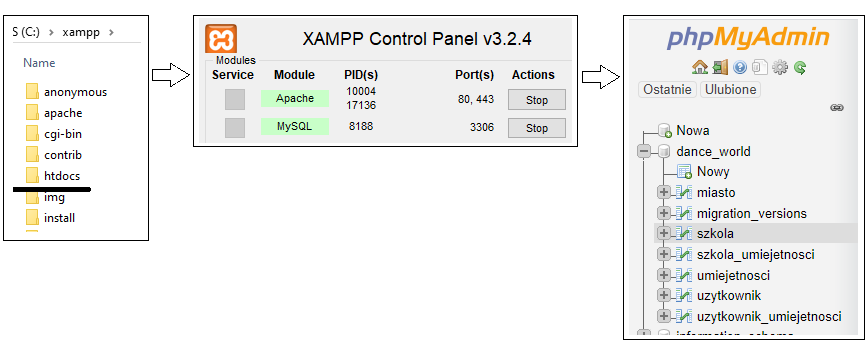 S (C:) > xampp >
Name
anonymous
apache
cgi-bin
contrib
htdocs
img
install
XAMPP Control Panel v3.2.4
Modules
Service Module PID(s) Port(s) Actions
Apache 10004 17136 80, 443 Stop
MySQL 8188 3306 Stop
phpMyAdmin
Ostatnie Ulubione
Nowa
dance_world
Nowy
miasto
migration_versions
szkola
szkola_umiejetnosci
umiejetnosci
uzytkownik
uzytkownik_umiejetnosci
information_schema